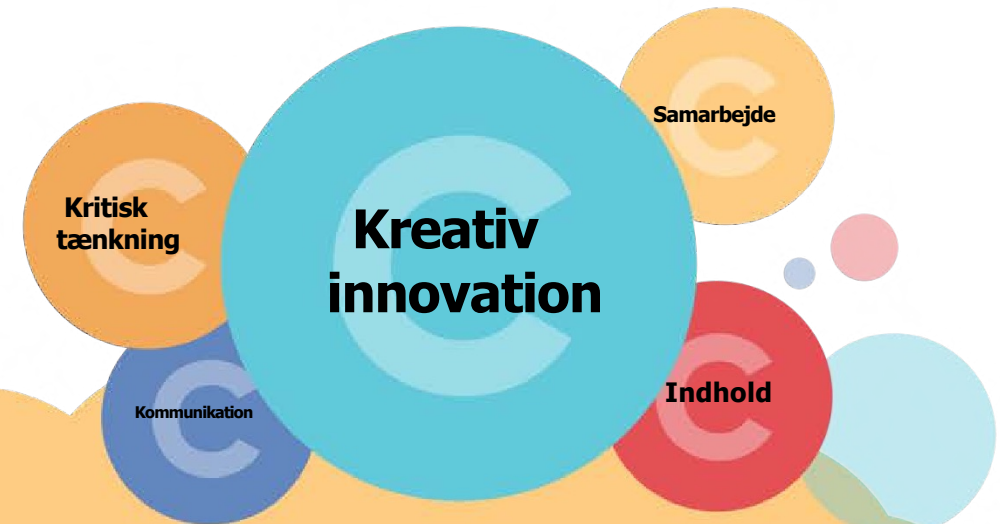 Samarbejde
Kritisk
tænkning
Kreativ
innovation
Indhold
Kommunikation
C
C
C
C
C